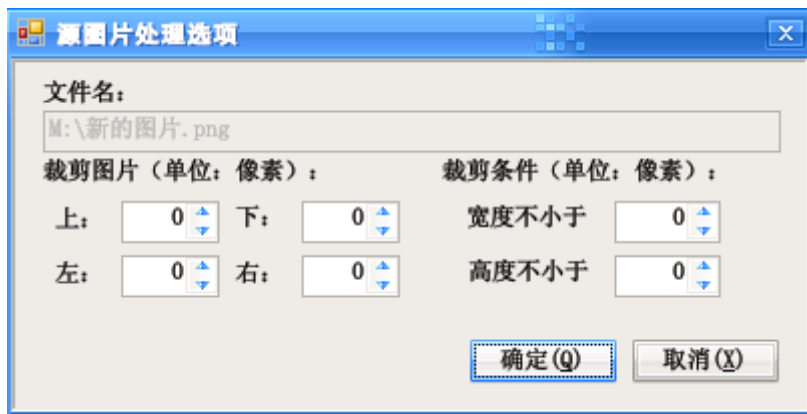 源图片处理选项
文件名：
M:\新的图片.png
裁剪图片（单位：像素）： 裁剪条件（单位：像素）：
上： 0 下： 0 宽度不小于 0
左： 0 右： 0 高度不小于 0
确定(Q) 取消(X)